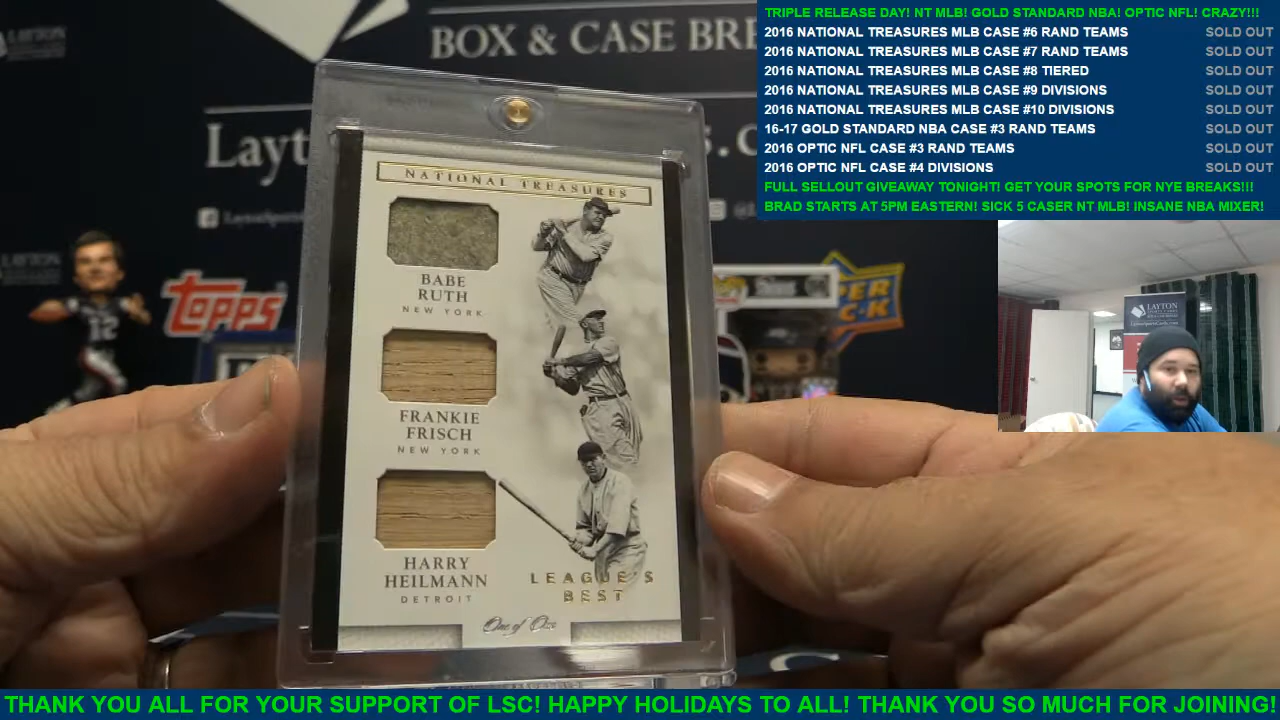 TRIPLE RELEASE DAY! NT MLB! GOLD STANDARD NBA! OPTIC NFL! CRAZY!!!
2016 NATIONAL TREASURES MLB CASE #6 RAND TEAMS SOLD OUT
2016 NATIONAL TREASURES MLB CASE #7 RAND TEAMS SOLD OUT
2016 NATIONAL TREASURES MLB CASE #8 TIERED SOLD OUT
2016 NATIONAL TREASURES MLB CASE #9 DIVISIONS SOLD OUT
2016 NATIONAL TREASURES MLB CASE #10 DIVISIONS SOLD OUT
16-17 GOLD STANDARD NBA CASE #3 RAND TEAMS SOLD OUT
2016 OPTIC NFL CASE #3 RAND TEAMS SOLD OUT
2016 OPTIC NFL CASE #4 DIVISIONS SOLD OUT
FULL SELLOUT GIVEAWAY TONIGHT! GET YOUR SPOTS FOR NYE BREAKS!!!
BRAD STARTS AT 5PM EASTERN! SICK 5 CASER NT MLB! INSANE NBA MIXER!
LAYTON
BOX & CASE BRE
Layt
s.c
NATIONAL TREASURES
BABE
RUTH
NEW YORK
FRANKIE
FRISCH
NEW YORK
HARRY
HEILMANN
DETROIT
LEAGUE'S
BEST
One of One
LAYTON
12
TOPPS
PER
CK
LAYTON
THANK YOU ALL FOR YOUR SUPPORT OF LSC! HAPPY HOLIDAYS TO ALL! THANK YOU SO MUCH FOR JOINING!